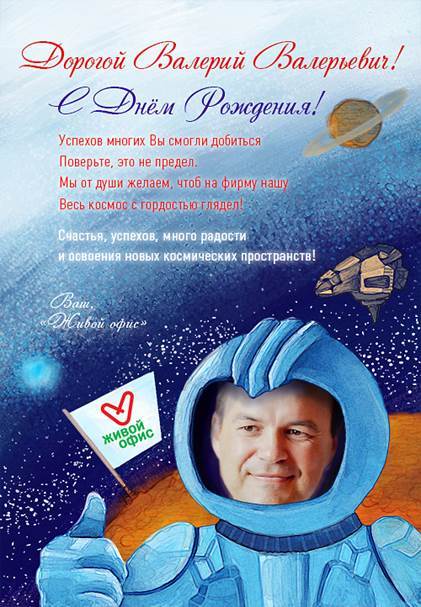 Дорогой Валерий Валерьевич!
С Днём Рождения!
Успехов многих Вы смогли добиться
Поверьте, это не предел.
Мы от души желаем, чтоб на фирму нашу
Весь космос с гордостью глядел!
Счастья, успехов, много радости
и освоения новых космических пространств!
Ваш,
«Живой офис»
ЖИВОЙ
ОФИС